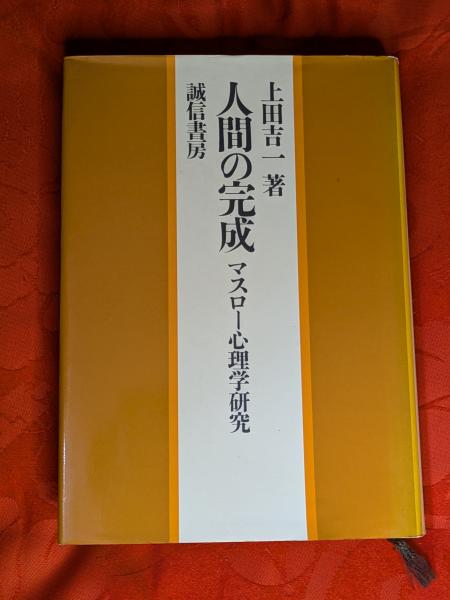 上田吉一著
人間の完成 マスロー心理学研究
誠信書房